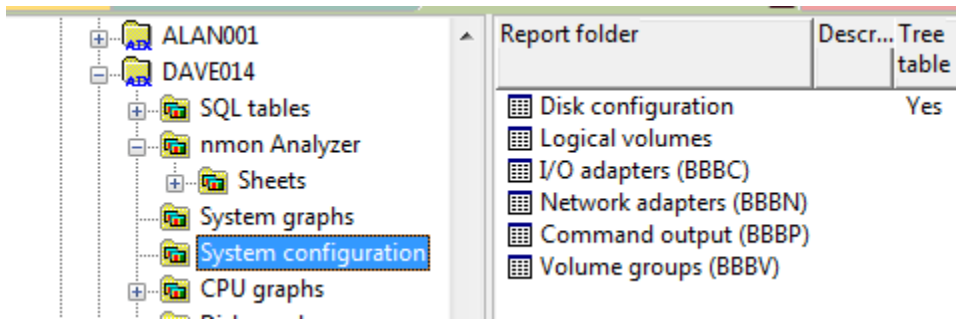 ALAN001
DAVE014
SQL tables
nmon Analyzer
Sheets
System graphs
System configuration
CPU graphs
Report folder Descr... Tree table
Disk configuration Yes
Logical volumes
I/O adapters (BBBC)
Network adapters (BBBN)
Command output (BBBP)
Volume groups (BBBV)